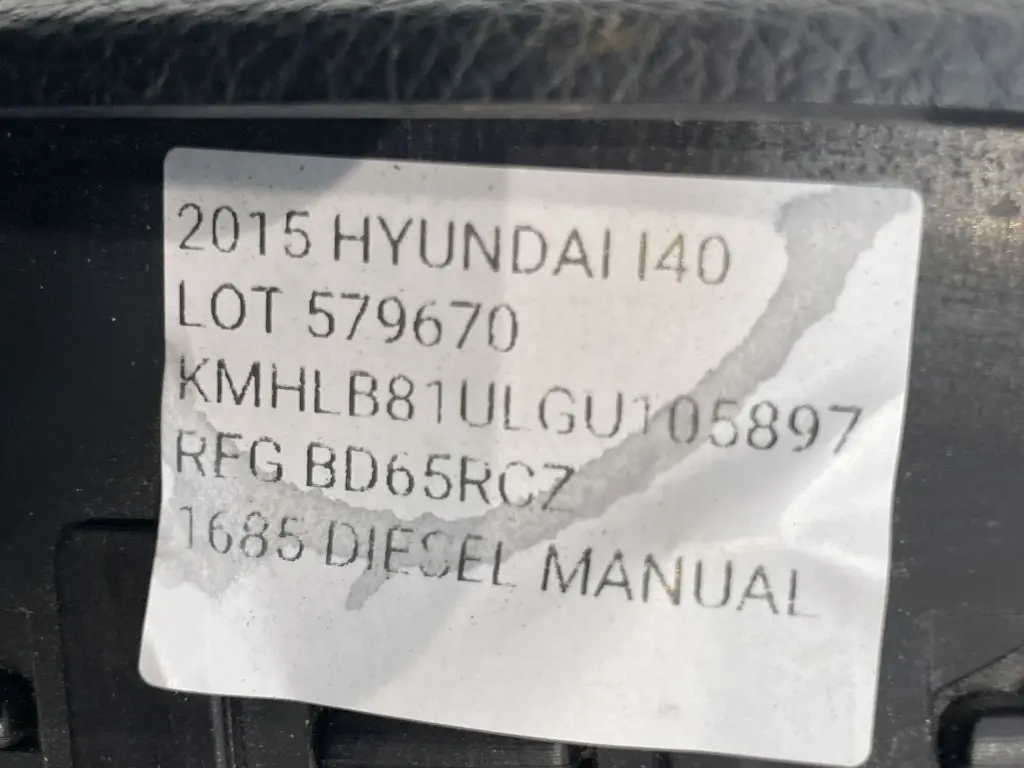 2015 HYUNDAI I40
LOT 579670
KMHLB81ULGU105897
REG BD65RCZ
1685 DIESEL MANUAL